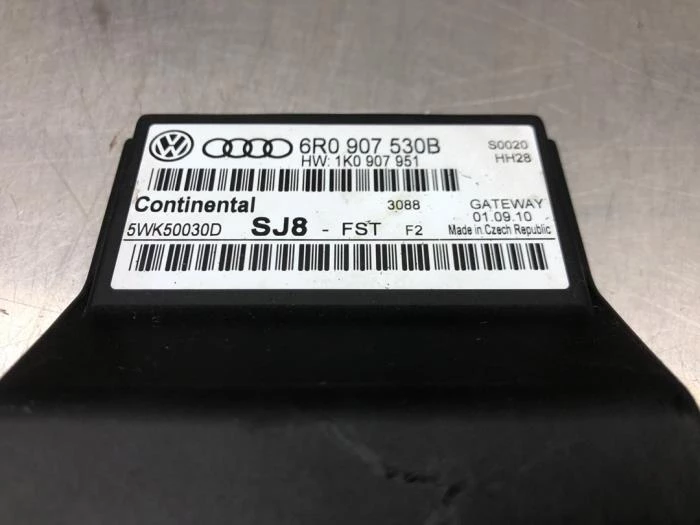 6R0 907 530B S0020
HW: 1K0 907 951 HH28
Continental 3088 GATEWAY
01.09.10
5WK50030D SJ8 - FST F2 Made in Czech Republic